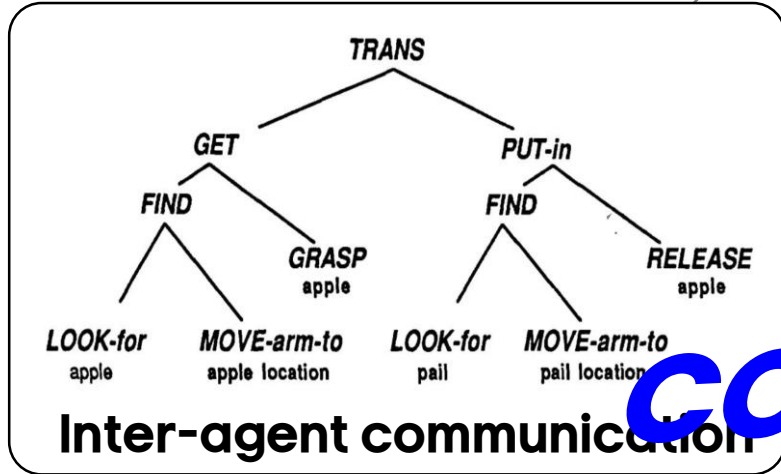 TRANS
GET PUT-in
FIND FIND
GRASP RELEASE
apple apple
LOOK-for MOVE-arm-to LOOK-for MOVE-arm-to
apple apple location pail pail location
Inter-agent communication